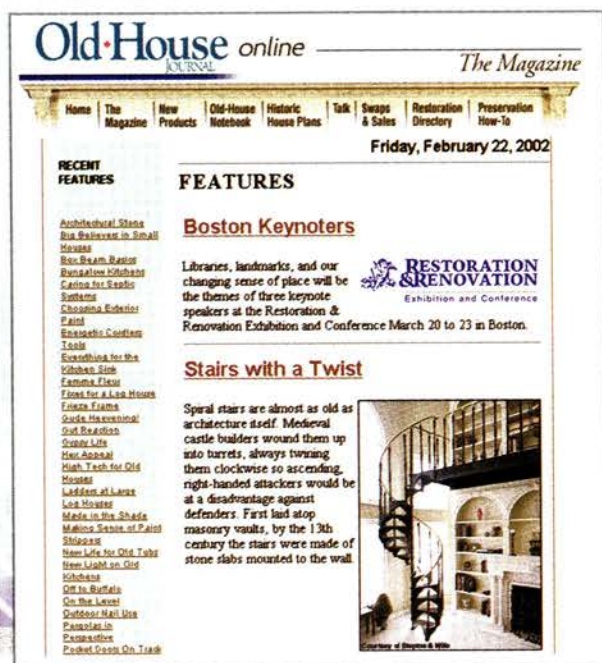 Old·House online
JOURNAL
The Magazine
Home
The
Magazine
New
Products
Old-House
Notebook
Historic
House Plans
Talk
Swaps
& Sales
Restoration
Directory
Preservation
How-To
Friday, February 22, 2002
RECENT
FEATURES
Architectural Stone
Big Believers in Small
Houses
Box Beam Basics
Bungalow Kitchens
Caring for Septic
Systems
Choosing Exterior
Paint
Energetic Cordless
Tools
Everything for the
Kitchen Sink
Femme Fleur
Fixes for a Log House
Frieze Frame
Gude Heevening!
Gut Reaction
Gypsy Life
Hex Appeal
High Tech for Old
Houses
Ladders at Large
Log Houses
Made in the Shade
Making Sense of Paint
Strippers
New Life for Old Tubs
New Light on Old
Kitchens
Off to Buffalo
On the Level
Outdoor Nail Use
Pergolas in
Perspective
Pocket Doors On Track
FEATURES
Boston Keynoters
Libraries, landmarks, and our
changing sense of place will be
the themes of three keynote
speakers at the Restoration &
Renovation Exhibition and Conference March 20 to 23 in Boston.
RESTORATION
&RENOVATION
Exhibition and Conference
Stairs with a Twist
Spiral stairs are almost as old as
architecture itself. Medieval
castle builders wound them up
into turrets, always twining
them clockwise so ascending,
right-handed attackers would be
at a disadvantage against
defenders. First laid atop
masonry vaults, by the 13th
century the stairs were made of
stone slabs mounted to the wall
Courtesy of Steptoe & Wife